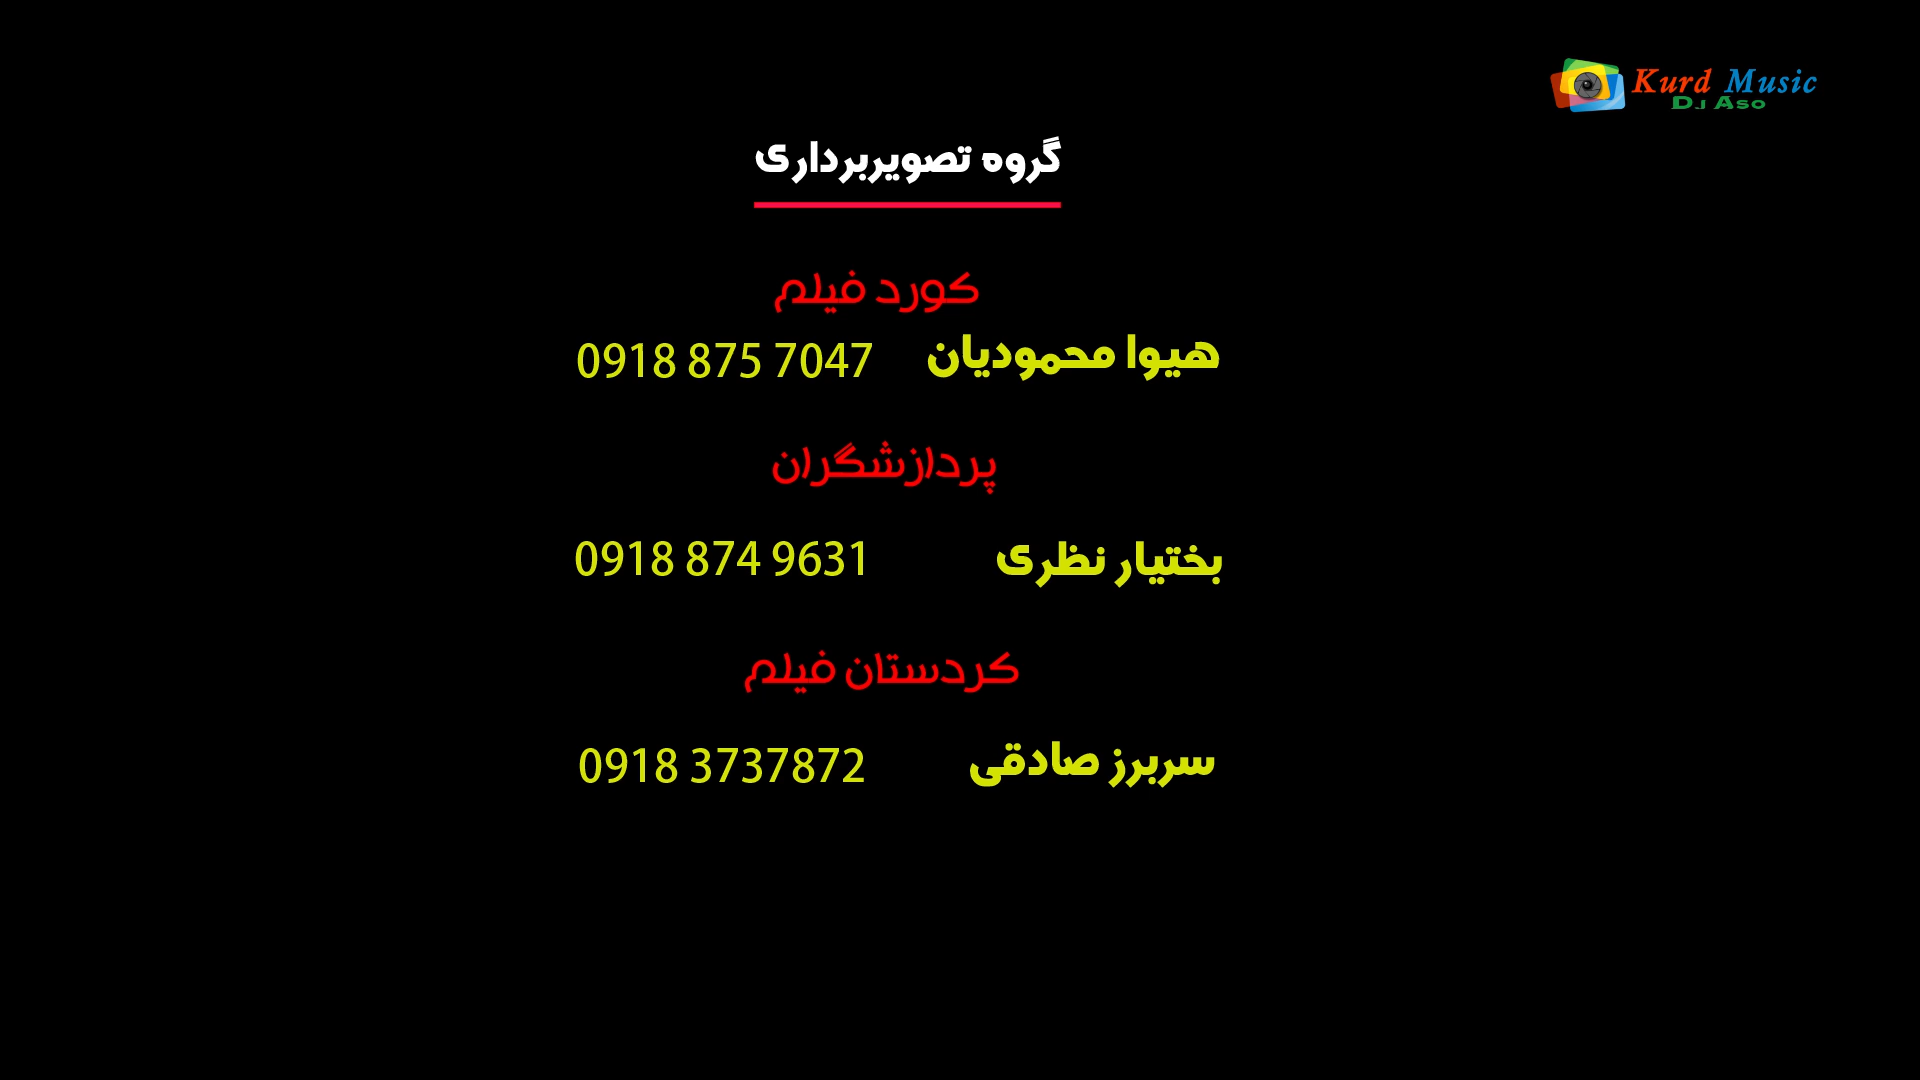 Kurd Music
Dj Aso
گروه تصویربرداری
کورد فیلم
هیوا محمودیان 0918 875 7047
پردازشگران
بختیار نظری 0918 874 9631
کردستان فیلم
سربرز صادقی 0918 3737872